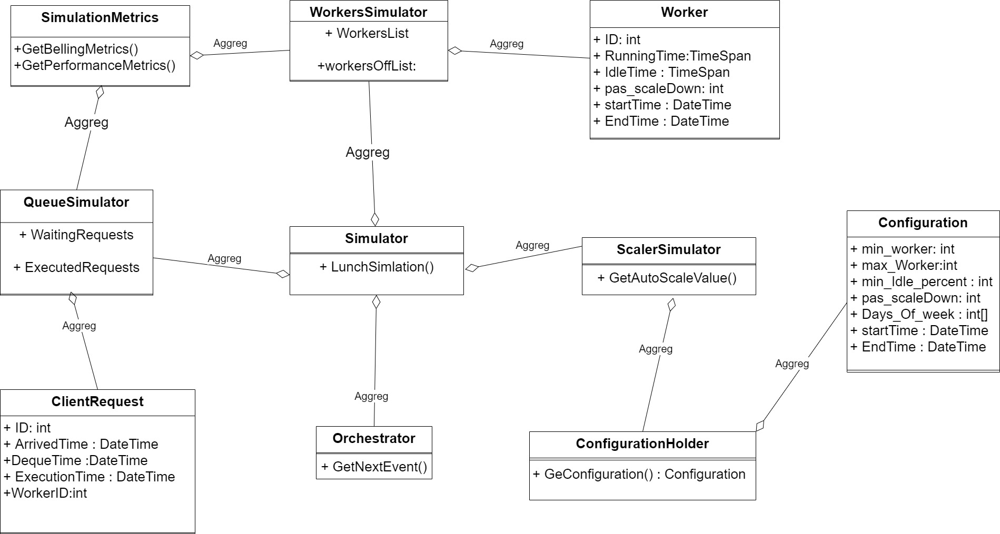 SimulationMetrics
+GetBellingMetrics()
+GetPerformanceMetrics()
Aggreg
WorkersSimulator
+ WorkersList
+workersOffList:
Aggreg
Worker
+ ID: int
+ RunningTime:TimeSpan
+ IdleTime : TimeSpan
+ pas_scaleDown: int
+ startTime : DateTime
+ EndTime : DateTime
Aggreg
Aggreg
QueueSimulator
+ WaitingRequests
+ ExecutedRequests
Aggreg
Simulator
+ LunchSimlation()
Aggreg
ScalerSimulator
+ GetAutoScaleValue()
Configuration
+ min_worker: int
+ max_Worker:int
+ min_Idle_percent : int
+ pas_scaleDown: int
+ Days_Of_week : int[]
+ startTime : DateTime
+ EndTime : DateTime
Aggreg
Aggreg
Aggreg
Aggreg
ClientRequest
+ ID: int
+ ArrivedTime : DateTime
+DequeTime :DateTime
+ ExecutionTime : DateTime
+WorkerID:int
Orchestrator
+ GetNextEvent()
ConfigurationHolder
+ GeConfiguration() : Configuration